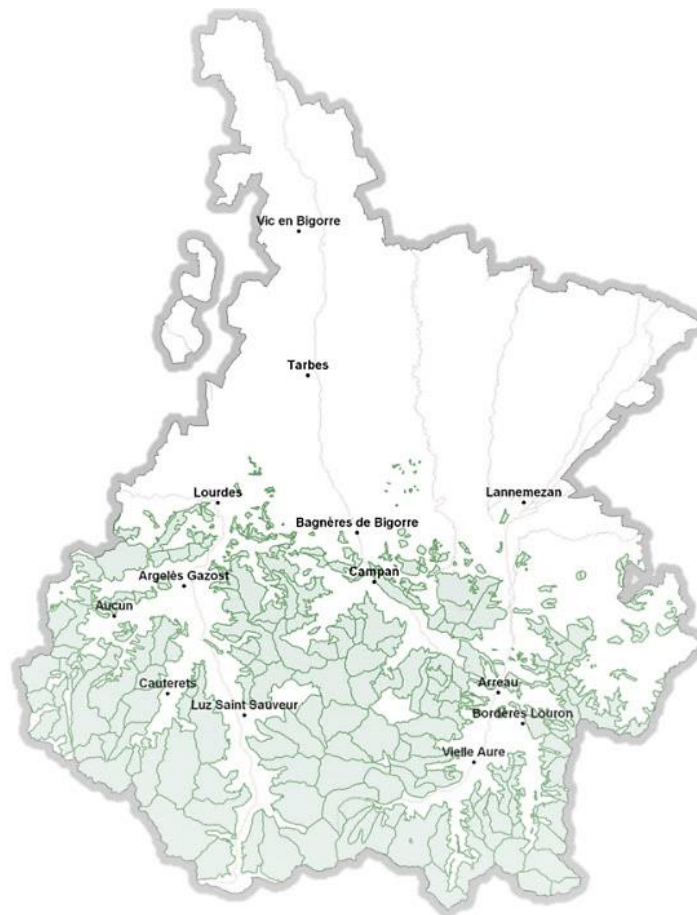 Vic en Bigorre
Tarbes
Lourdes
Lannemezan
Bagnères de Bigorre
Argelès Gazost
Campan
Aucun
Cauterets
Arreau
Luz Saint Sauveur
Bordères Louron
Vielle Aure